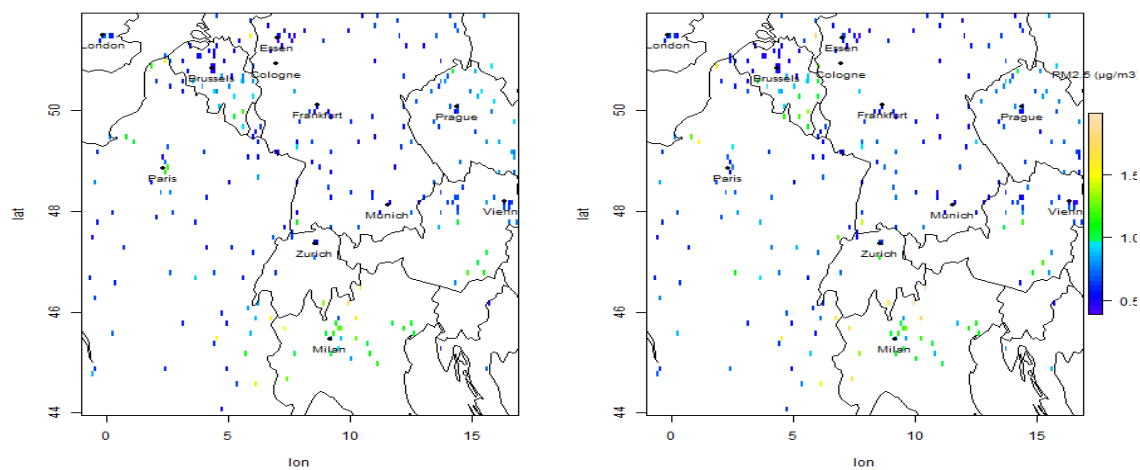 London
Essen
Cologne
Brussels
Frankfurt
Prague
Paris
Munich
Vienn
Zurich
Milan
44 46 48 50
lat
0 5 10 15
lon
London
Essen
Cologne
Brussels
PM2.5 (μg/m3)
Frankfurt
Prague
Paris
Munich
Vienn
Zurich
Milan
44 46 48 50
lat
0 5 10 15
lon
1.5
1.0
0.5